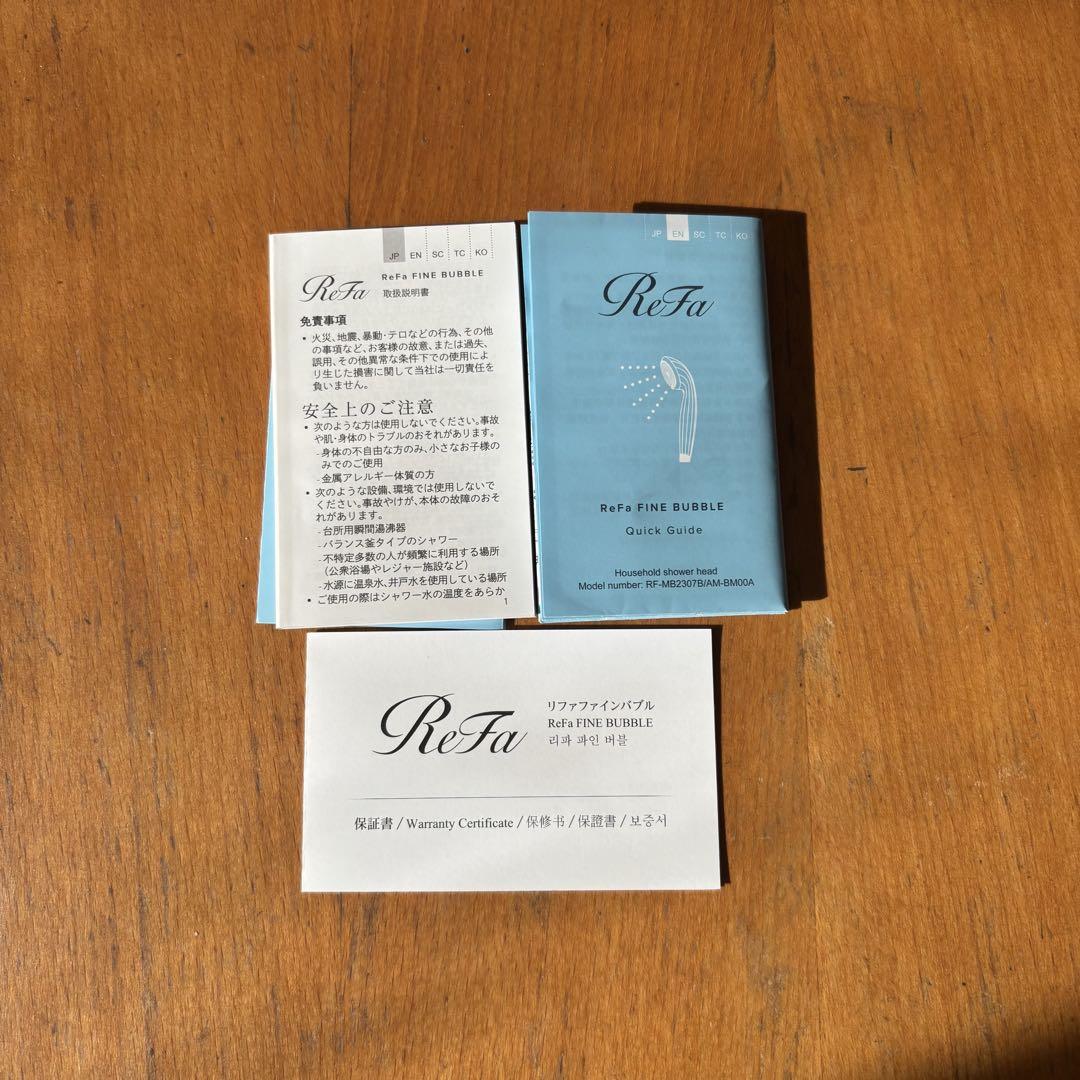 JP EN SC TC KO
ReFa
ReFa FINE BUBBLE
取扱説明書
免責事項
• 火災、地震、暴動・テロなどの行為、その他
の事項など、お客様の故意、または過失、
誤用、その他異常な条件下での使用によ
り生じた損害に関して当社は一切責任を
負いません。
安全上のご注意
• 次のような方は使用しないでください。事故
や肌・身体のトラブルのおそれがあります。
-身体の不自由な方のみ、小さなお子様の
みでのご使用
-金属アレルギー体質の方
• 次のような設備、環境では使用しないで
ください。事故やけが、本体の故障のおそ
れがあります。
-台所用瞬間湯沸器
-バランス釜タイプのシャワー
-不特定多数の人が頻繁に利用する場所
（公衆浴場やレジャー施設など）
-水源に温泉水、井戸水を使用している場所
• ご使用の際はシャワー水の温度をあらか
1
JP EN SC TC KO
ReFa
ReFa FINE BUBBLE
Quick Guide
Household shower head
Model number: RF-MB2307B/AM-BM00A
ReFa
リファファインバブル
ReFa FINE BUBBLE
리파 파인 버블
保証書 / Warranty Certificate / 保修书 / 保證書 / 보증서